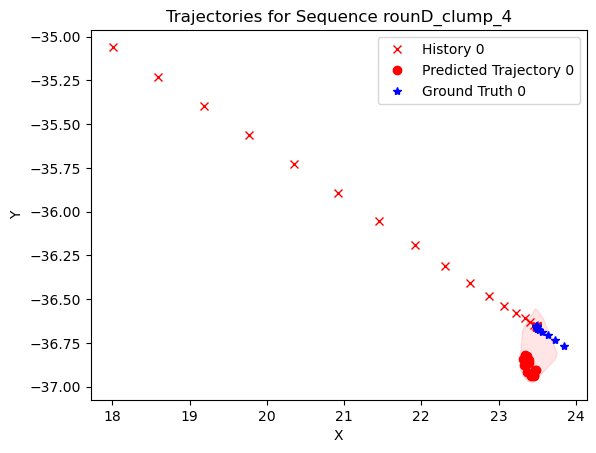 Trajectories for Sequence rounD_clump_4
History 0
Predicted Trajectory 0
Ground Truth 0
−35.00
−35.25
−35.50
−35.75
−36.00
−36.25
−36.50
−36.75
−37.00
Y
18 19 20 21 22 23 24
X